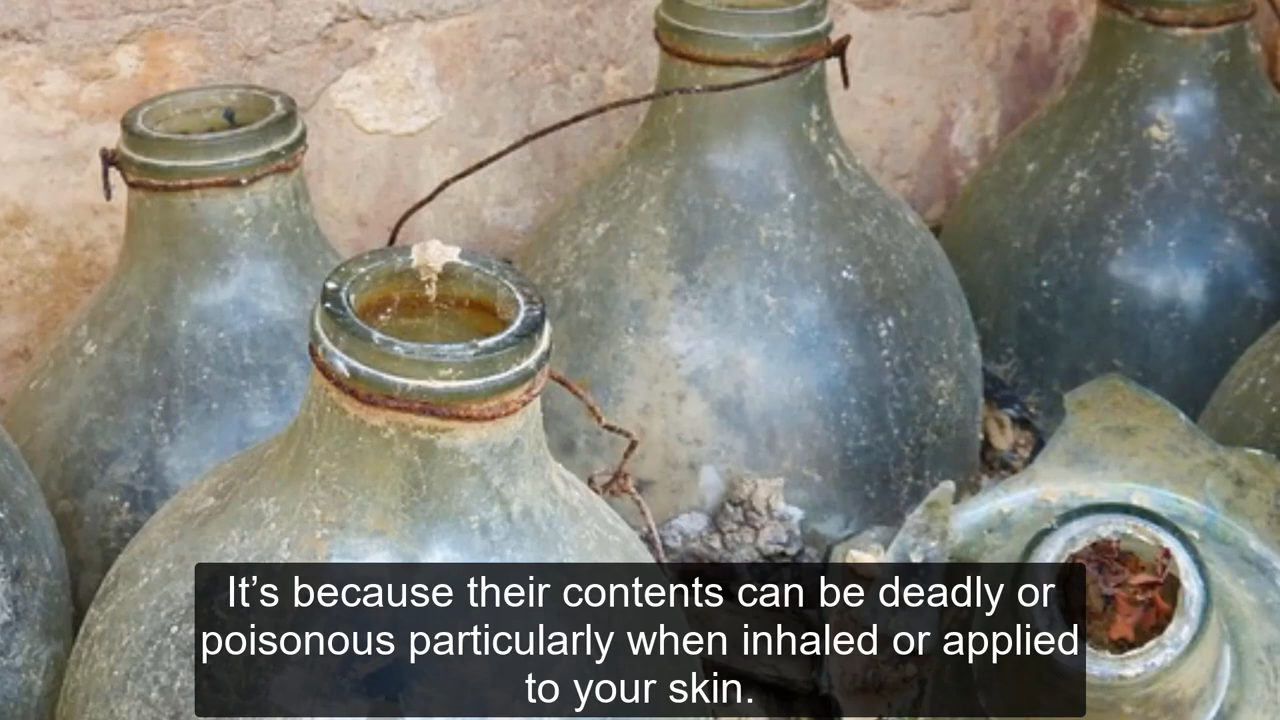 It’s because their contents can be deadly or
poisonous particularly when inhaled or applied
to your skin.